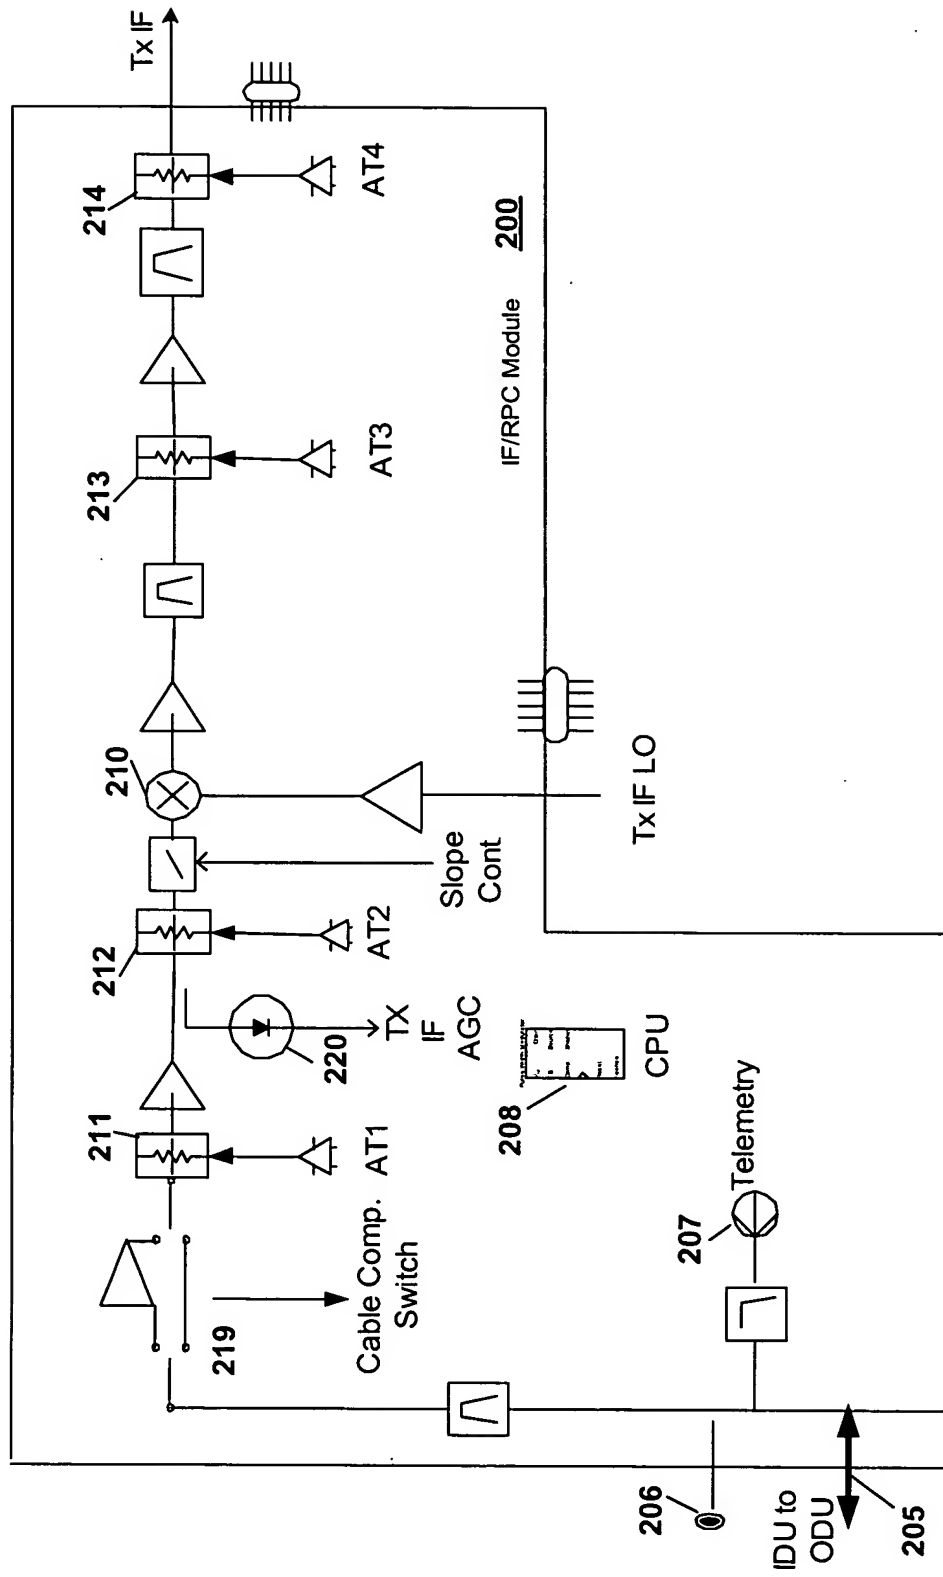 Tx IF
214
AT4
200
IF/RPC Module
213
AT3
210
Tx IF LO
Slope
Cont
212
AT2
220
TX
IF
AGC
208
CPU
211
AT1
219
Cable Comp.
Switch
207
Telemetry
206
IDU to
ODU
205